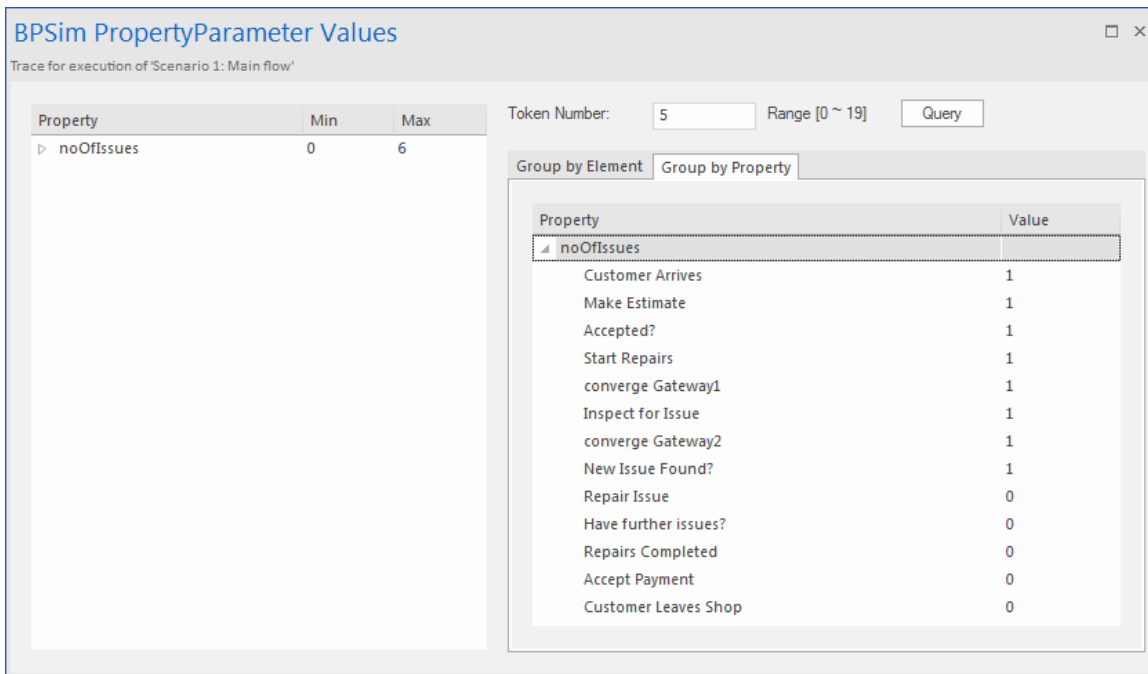 BPSim PropertyParameter Values
Trace for execution of 'Scenario 1: Main flow'
Property Min Max
noOfIssues 0 6
Token Number: 5 Range [0 ~ 19] Query
Group by Element Group by Property
Property Value
noOfIssues
Customer Arrives 1
Make Estimate 1
Accepted? 1
Start Repairs 1
converge Gateway1 1
Inspect for Issue 1
converge Gateway2 1
New Issue Found? 1
Repair Issue 0
Have further issues? 0
Repairs Completed 0
Accept Payment 0
Customer Leaves Shop 0